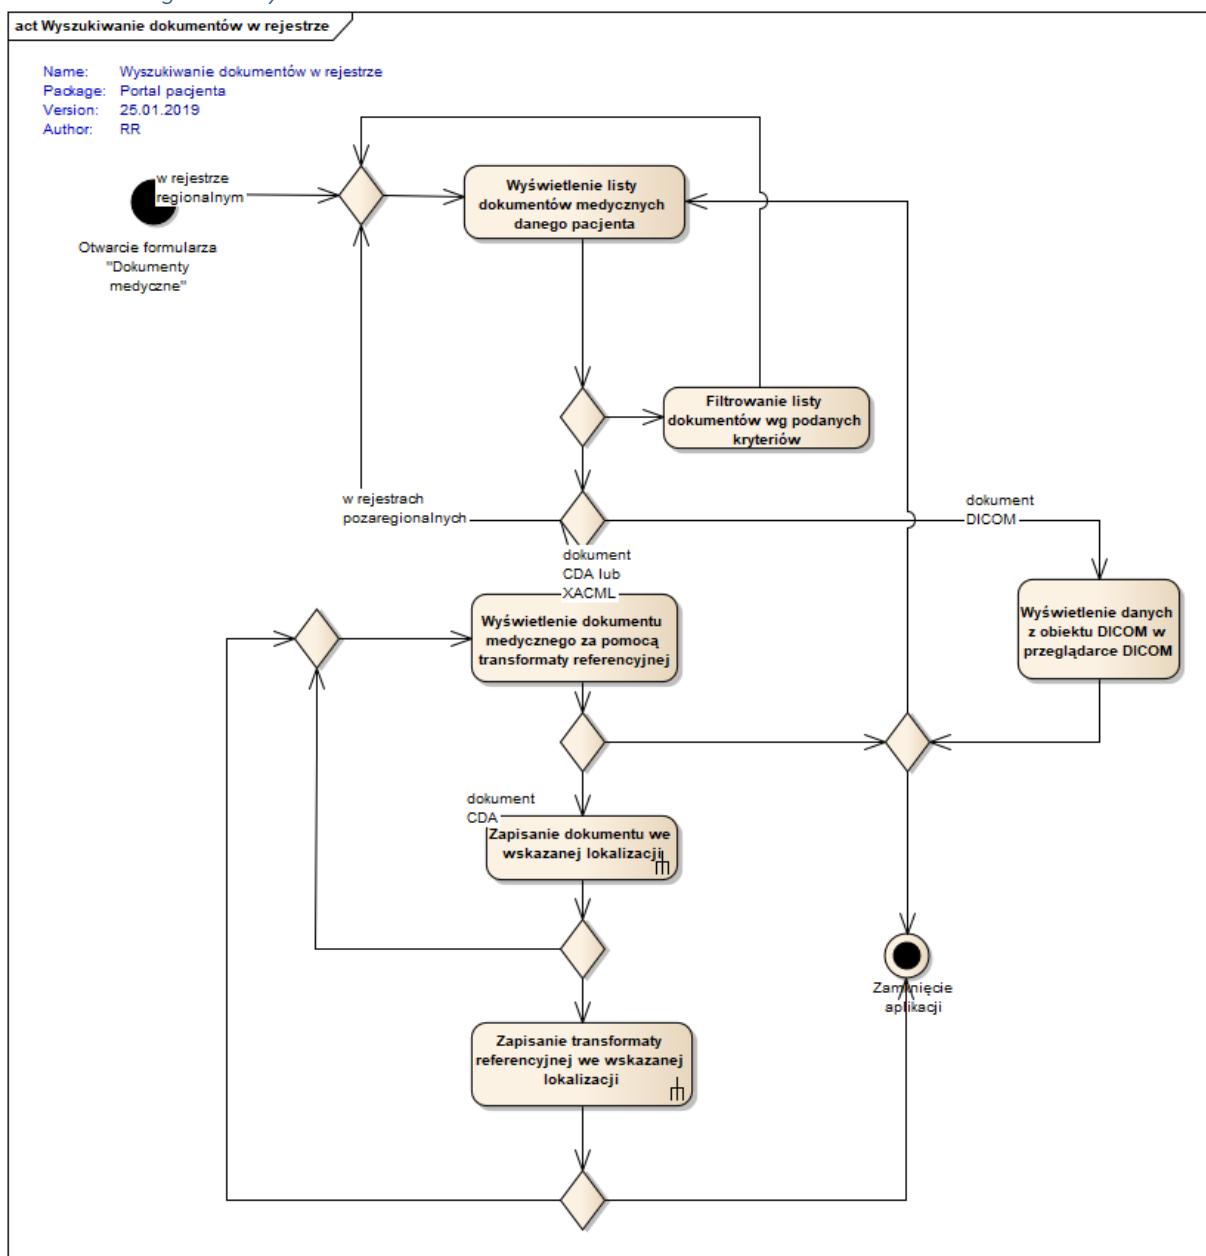 act Wyszukiwanie dokumentów w rejestrze
Name: Wyszukiwanie dokumentów w rejestrze
Package: Portal pacjenta
Version: 25.01.2019
Author: RR
w rejestrze
regionalnym
Otwarcie formularza
"Dokumenty
medyczne"
Wyświetlenie listy
dokumentów medycznych
danego pacjenta
Filtrowanie listy
dokumentów wg podanych
kryteriów
w rejestrach
pozaregionalnych
dokument
DICOM
dokument
CDA lub
XACML
Wyświetlenie dokumentu
medycznego za pomocą
transformaty referencyjnej
Wyświetlenie danych
z obiektu DICOM w
przeglądarce DICOM
dokument
CDA
Zapisanie dokumentu we
wskazanej lokalizacji
Zamknięcie
aplikacji
Zapisanie transformaty
referencyjnej we wskazanej
lokalizacji